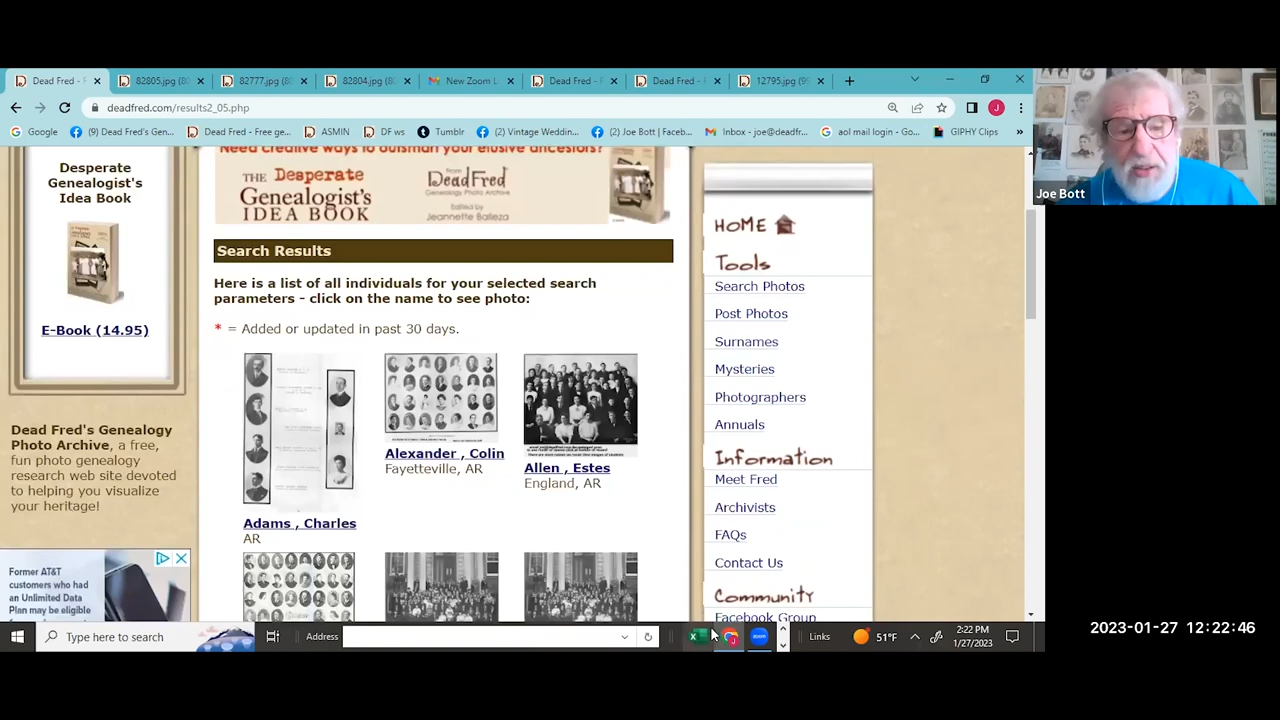 Dead Fred - F
82805.jpg (80
82777.jpg (80
82804.jpg (80
New Zoom L
Dead Fred - F
Dead Fred - F
12795.jpg (99
deadfred.com/results2_05.php
J
Google
(9) Dead Fred's Gen...
Dead Fred - Free ge...
ASMIN
DF ws
Tumblr
(2) Vintage Weddin...
(2) Joe Bott | Faceb...
Inbox - joe@deadfr...
aol mail login - Go...
GIPHY Clips
»
Joe Bott
Desperate
Genealogist's
Idea Book
E-Book (14.95)
Dead Fred's Genealogy
Photo Archive, a free,
fun photo genealogy
research web site devoted
to helping you visualize
your heritage!
Former AT&T
customers who had
an Unlimited Data
Plan may be eligible
Need creative ways to outsmart your elusive ancestors?
THE Desperate
Genealogist's
IDEA BOOK
From
DeadFred
Genealogy Photo Archive
Edited by
Jeannette Balleza
Search Results
Here is a list of all individuals for your selected search
parameters - click on the name to see photo:
* = Added or updated in past 30 days.
Adams , Charles
AR
Alexander , Colin
Fayetteville, AR
Allen , Estes
England, AR
HOME
Tools
Search Photos
Post Photos
Surnames
Mysteries
Photographers
Annuals
Information
Meet Fred
Archivists
FAQs
Contact Us
Community
Facebook Group
Type here to search
Address
zoom
Links
51°F
2:22 PM
1/27/2023
2023-01-27 12:22:46